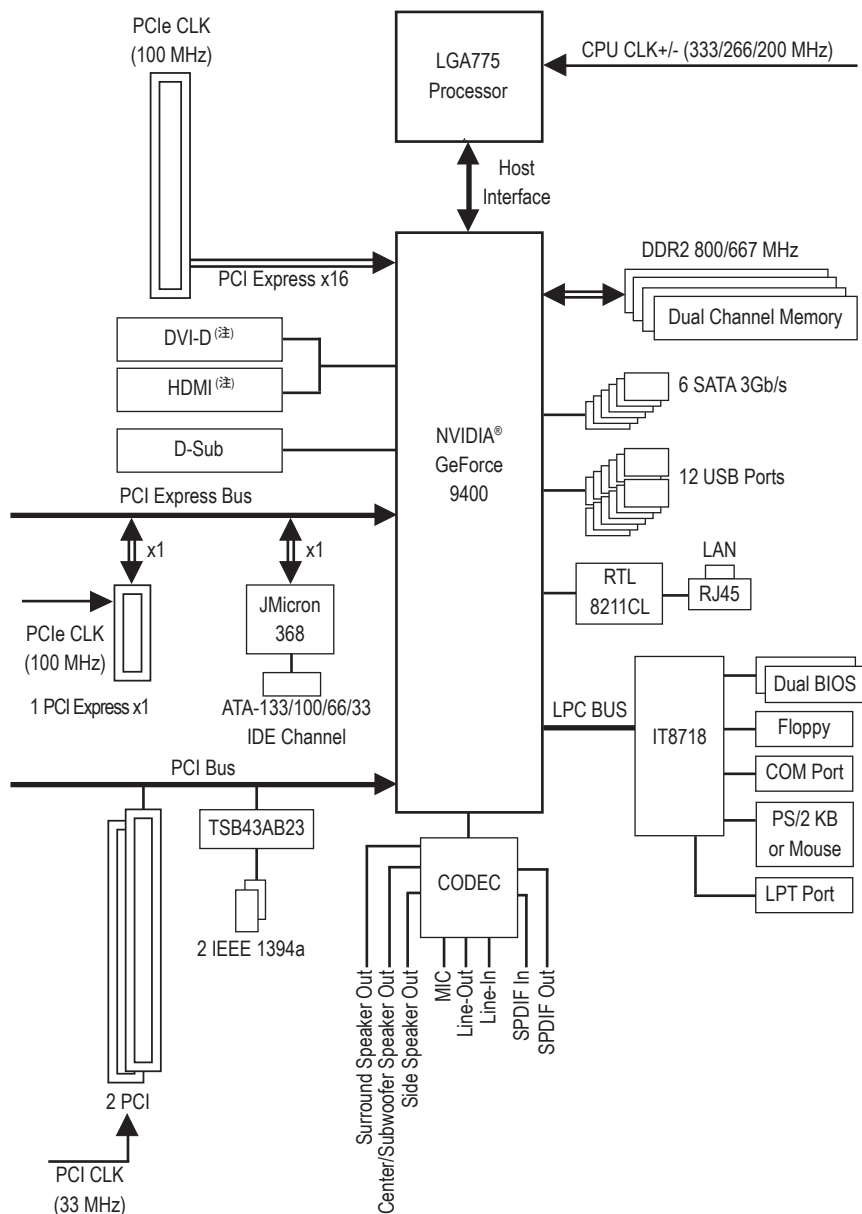 PCIe CLK
(100 MHz)
LGA775
Processor
CPU CLK+/- (333/266/200 MHz)
Host
Interface
DDR2 800/667 MHz
Dual Channel Memory
PCI Express x16
DVI-D (注)
HDMI (注)
D-Sub
NVIDIA®
GeForce
9400
6 SATA 3Gb/s
12 USB Ports
PCI Express Bus
x1
x1
LAN
RJ45
RTL
8211CL
JMicron
368
PCIe CLK
(100 MHz)
1 PCI Express x1
ATA-133/100/66/33
IDE Channel
LPC BUS
IT8718
Dual BIOS
Floppy
COM Port
PS/2 KB
or Mouse
LPT Port
PCI Bus
TSB43AB23
2 IEEE 1394a
CODEC
Surround Speaker Out
Center/Subwoofer Speaker Out
Side Speaker Out
MIC
Line-Out
Line-In
SPDIF In
SPDIF Out
2 PCI
PCI CLK
(33 MHz)